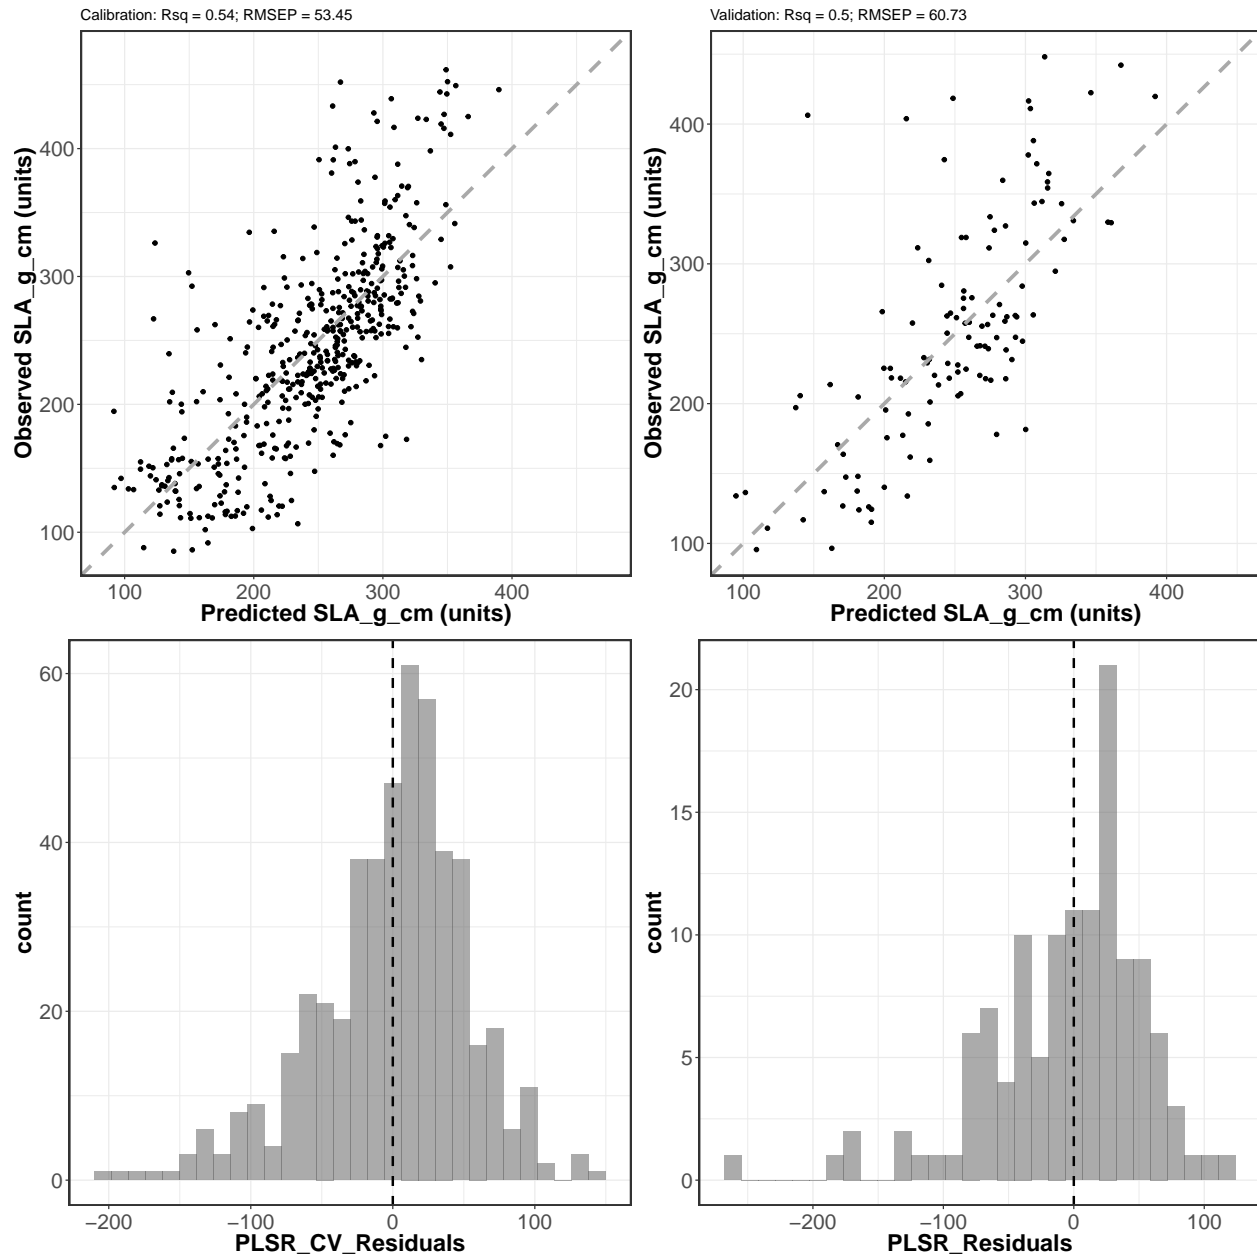 Calibration: Rsq = 0.54; RMSEP = 53.45
400
300
200
100
100 200 300 400
Observed SLA_g_cm (units)
Predicted SLA_g_cm (units)
Validation: Rsq = 0.5; RMSEP = 60.73
400
300
200
100
100 200 300 400
Observed SLA_g_cm (units)
Predicted SLA_g_cm (units)
60
40
20
0
−200 −100 0 100
count
PLSR_CV_Residuals
20
15
10
5
0
−200 −100 0 100
count
PLSR_Residuals